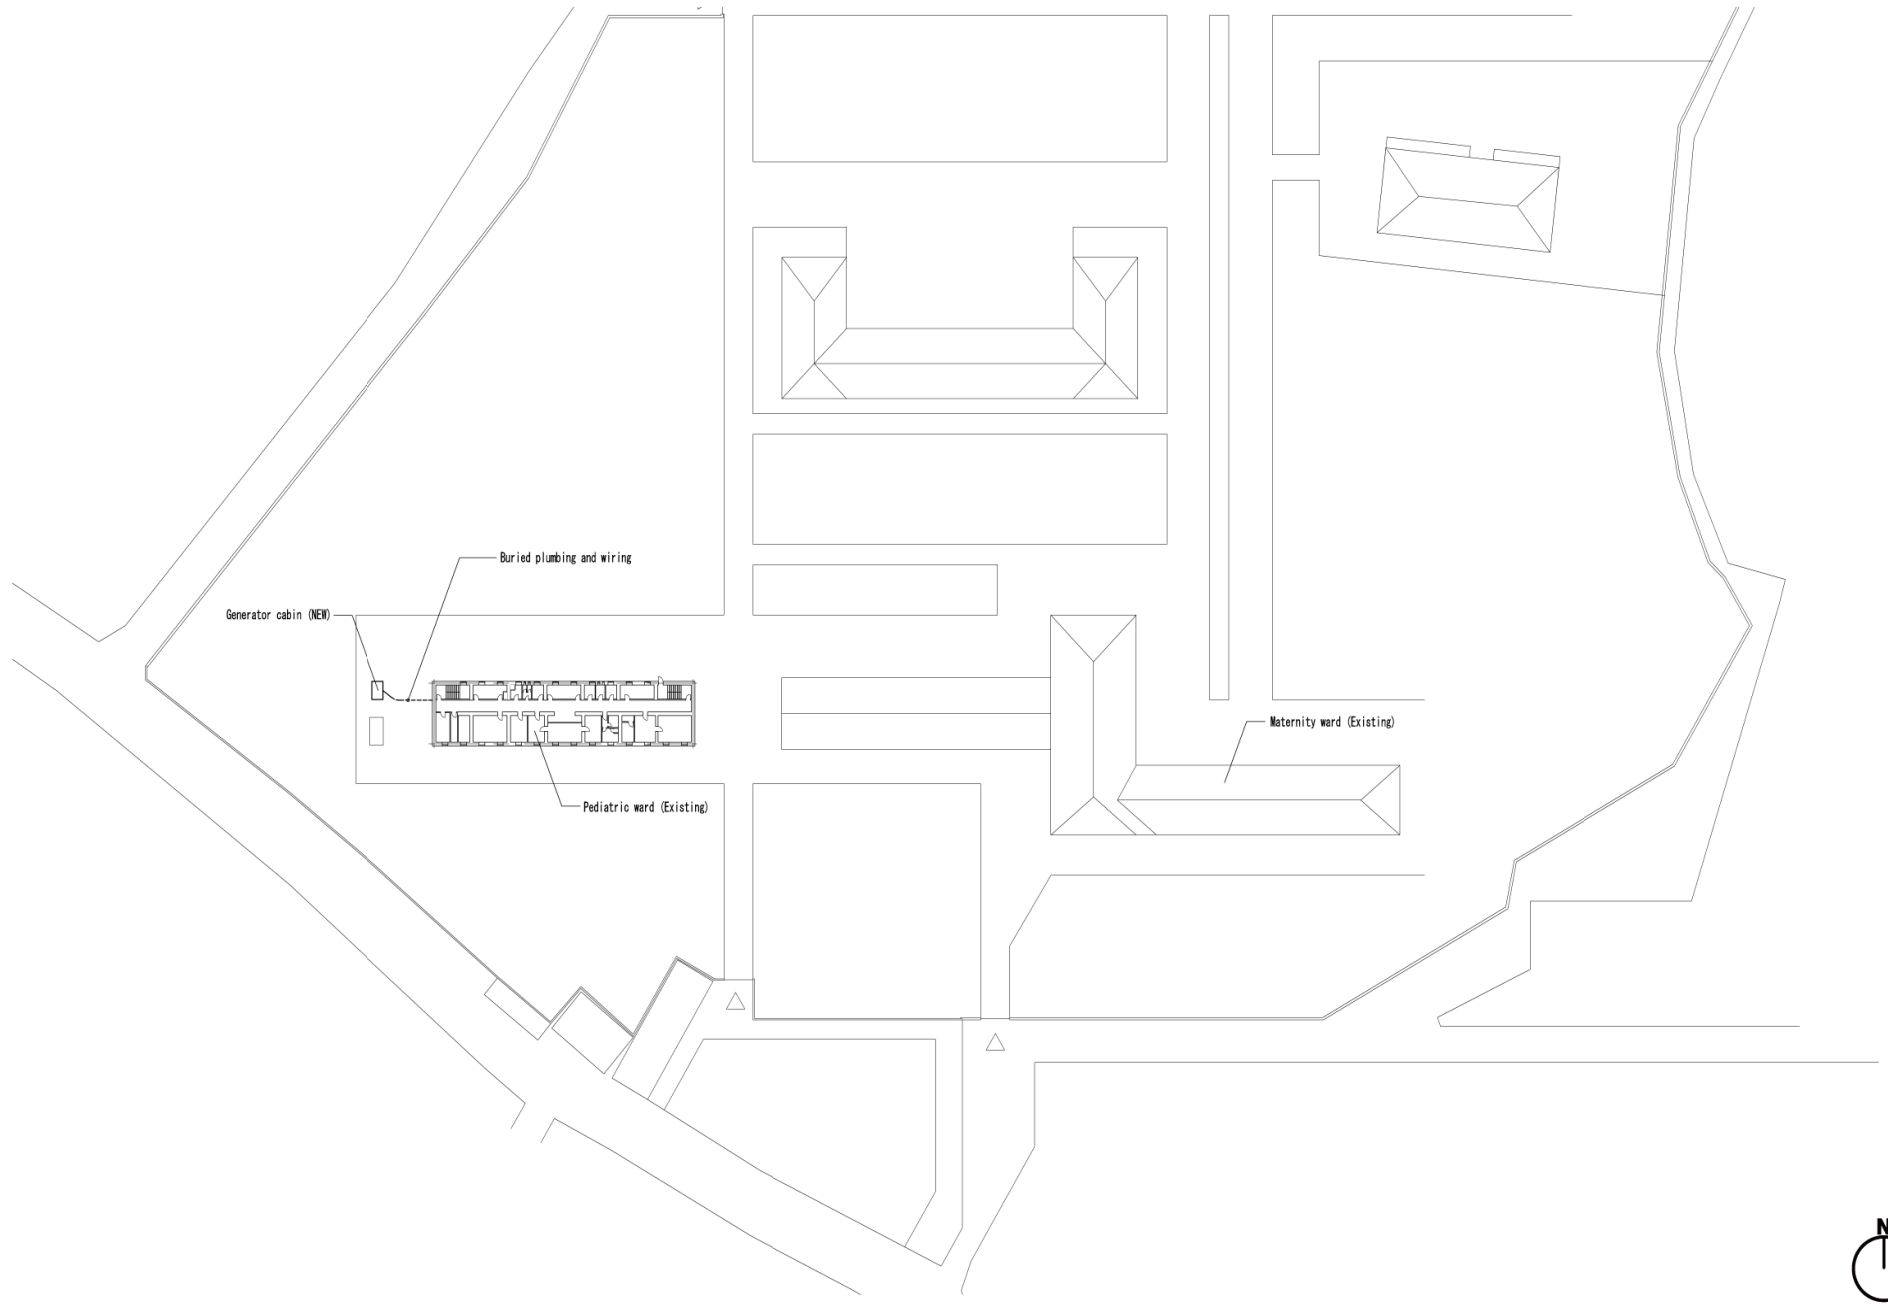 Buried plumbing and wiring
Generator cabin (NEW)
Maternity ward (Existing)
Pediatric ward (Existing)
N